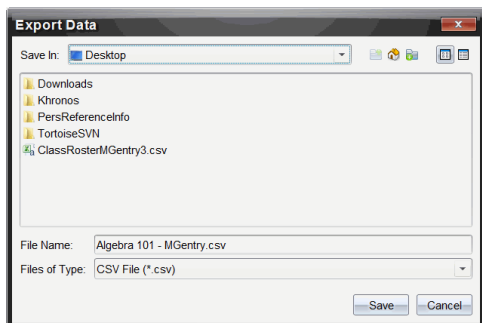 Export Data
Save In: Desktop
Downloads
Khronos
PersReferenceInfo
TortoiseSVN
ClassRosterMGentry3.csv
File Name: Algebra 101 - MGentry.csv
Files of Type: CSV File (*.csv)
Save Cancel